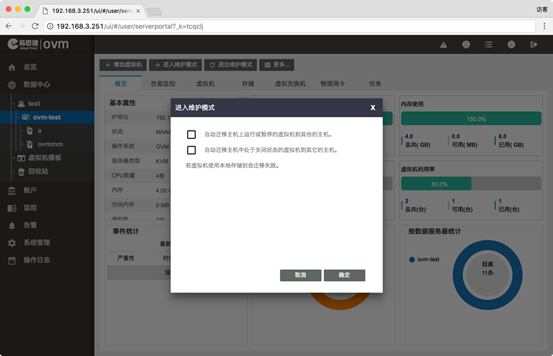 192.168.3.251/ui/#/user/serv
访客
192.168.3.251/ui/#/user/serverportal?_k=tcqclj
易思捷 ovm
总览
数据中心
test
ovm-test
a
ovmmm
虚拟机模板
回收站
账户
监控
告警
系统管理
操作日志
增加虚拟机
进入维护模式
退出维护模式
更多...
概览
性能监控
虚拟机
存储
虚拟交换机
物理网卡
任务
基本属性
IP地址
192.1
状态
MANA
操作系统
OVM
服务器类型
KVM
CPU数量
4核
内存
4.00
空闲内存
0 MB
事件统计
最新
严重性
进入维护模式
X
自动迁移主机上运行或暂停的虚拟机到其他的主机。
自动迁移主机中处于关闭状态的虚拟机到其它的主机。
若虚拟机使用本地存储则会迁移失败。
取消
确定
内存使用
150.0%
4.0
总共( GB)
0.0
可用( MB)
6.0
已用( GB)
虚拟机利用率
50.0%
2
总共(台)
1
可用(台)
1
已用(台)
按数据服务器统计
ovm-test
日志
11条